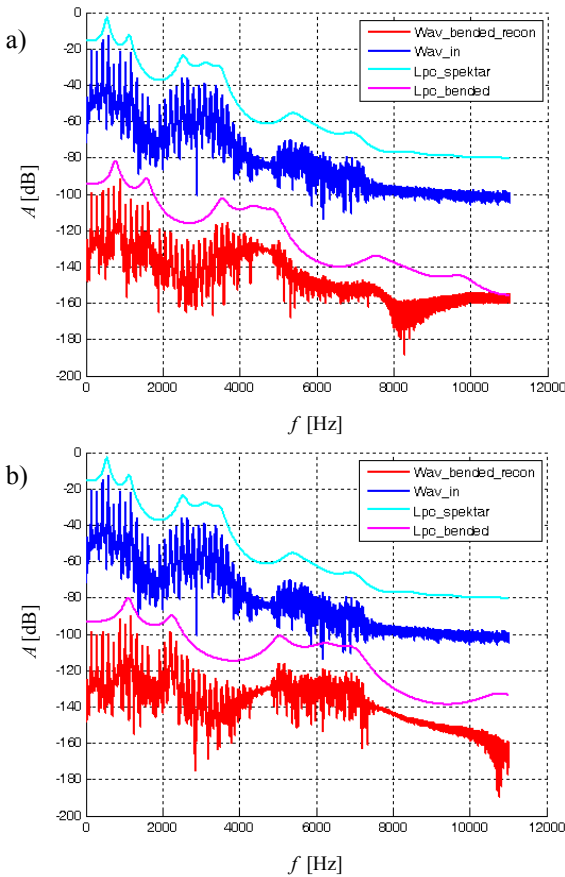 a)
0
-20
-40
-60
-80
-100
-120
-140
-160
-180
-200
A [dB]
Wav_bended_recon
Wav_in
Lpc_spektar
Lpc_bended
0 2000 4000 6000 8000 10000 12000
f [Hz]
b)
0
-20
-40
-60
-80
-100
-120
-140
-160
-180
-200
A [dB]
Wav_bended_recon
Wav_in
Lpc_spektar
Lpc_bended
0 2000 4000 6000 8000 10000 12000
f [Hz]